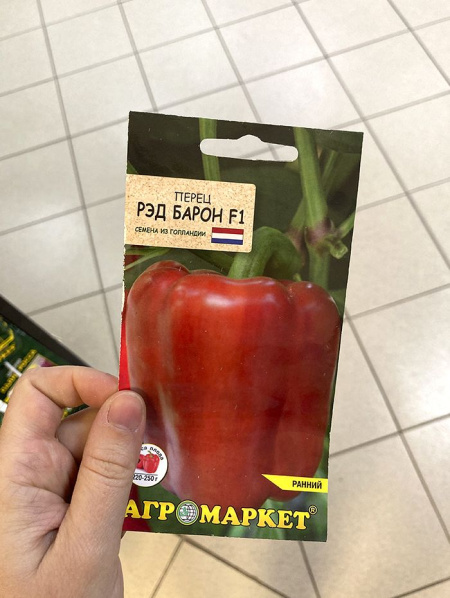 ПЕРЕЦ
РЭД БАРОН F1
СЕМЕНА ИЗ ГОЛЛАНДИИ
220-250 г
РАННИЙ
АГРОМАРКЕТ®